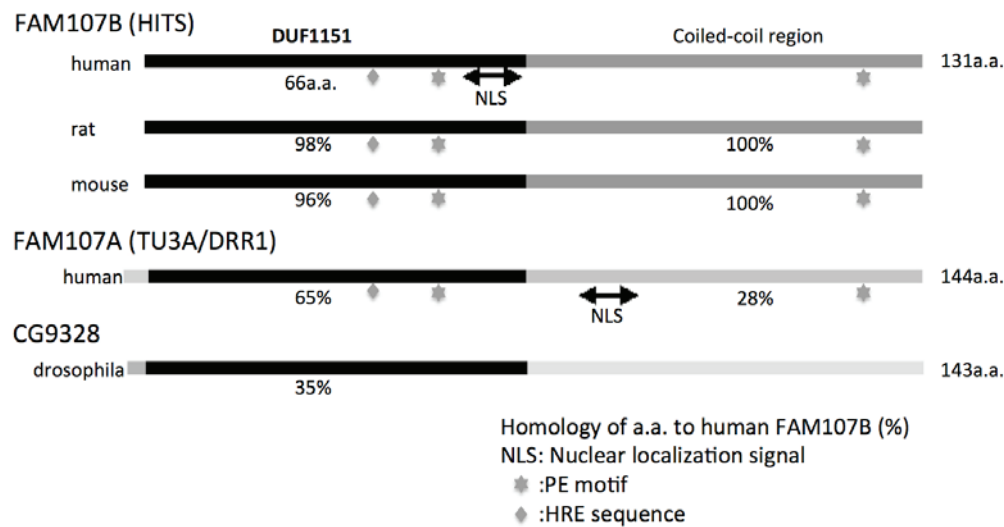 FAM107B (HITS)
DUF1151 Coiled-coil region
human 131a.a.
66a.a.
NLS
rat
98% 100%
mouse
96% 100%
FAM107A (TU3A/DRR1)
human 144a.a.
65% 28%
NLS
CG9328
drosophila 143a.a.
35%
Homology of a.a. to human FAM107B (%)
NLS: Nuclear localization signal
:PE motif
:HRE sequence